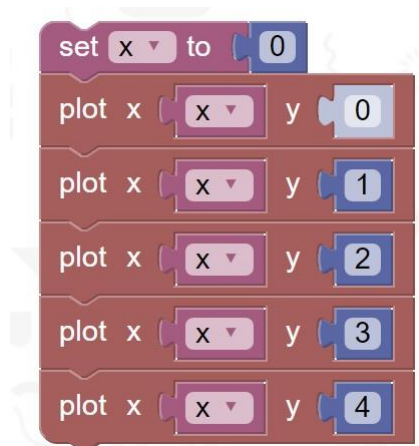 set x to 0
plot x x y 0
plot x x y 1
plot x x y 2
plot x x y 3
plot x x y 4